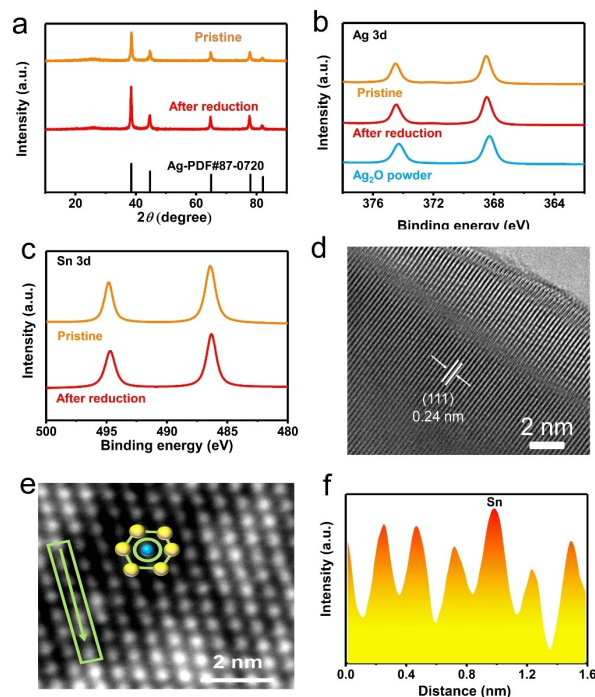 a
Intensity (a.u.)
Pristine
After reduction
Ag-PDF#87-0720
20 40 60 80
2θ (degree)
b
Intensity (a.u.)
Ag 3d
Pristine
After reduction
Ag₂O powder
376 372 368 364
Binding energy (eV)
c
Intensity (a.u.)
Sn 3d
Pristine
After reduction
500 495 490 485 480
Binding energy (eV)
d
(111)
0.24 nm
2 nm
e
2 nm
f
Intensity (a.u.)
Sn
0.0 0.4 0.8 1.2 1.6
Distance (nm)